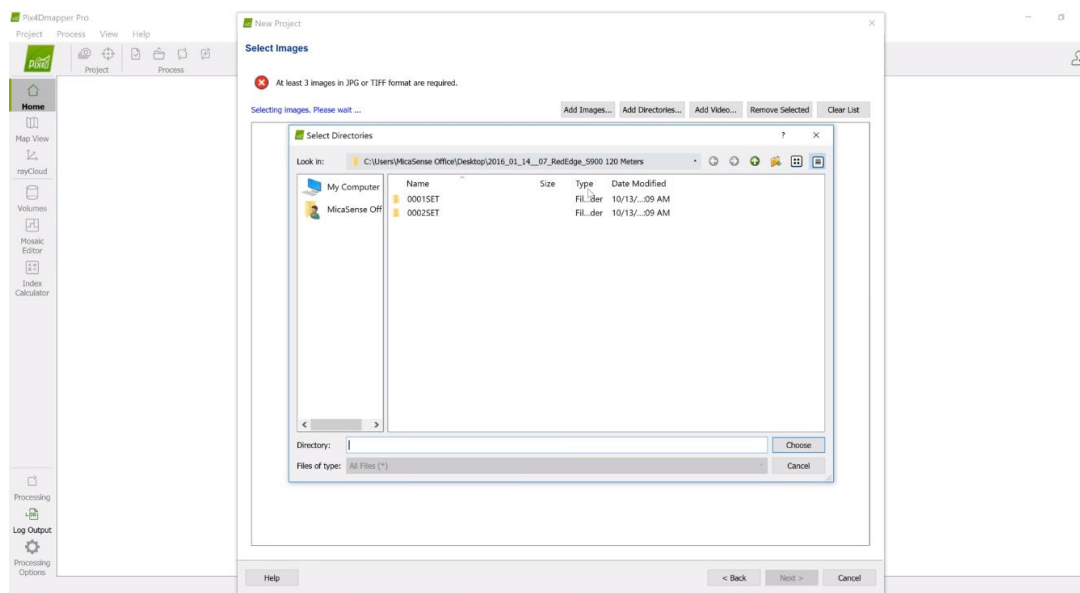 Pix4Dmapper Pro
Project Process View Help
Project
Process
Home
Map View
rayCloud
Volumes
Mosaic
Editor
Index
Calculator
Processing
Log Output
Processing
Options
New Project
Select Images
At least 3 images in JPG or TIFF format are required.
Selecting images. Please wait ...
Add Images... Add Directories... Add Video... Remove Selected Clear List
Select Directories
Look in: C:\Users\MicaSense Office\Desktop\2016_01_14__07_RedEdge_S900 120 Meters
My Computer
MicaSense Off
Name Size Type Date Modified
0001SET Fil...der 10/13/...:09 AM
0002SET Fil...der 10/13/...:09 AM
Directory: Choose
Files of type: All Files (*) Cancel
Help < Back Next > Cancel